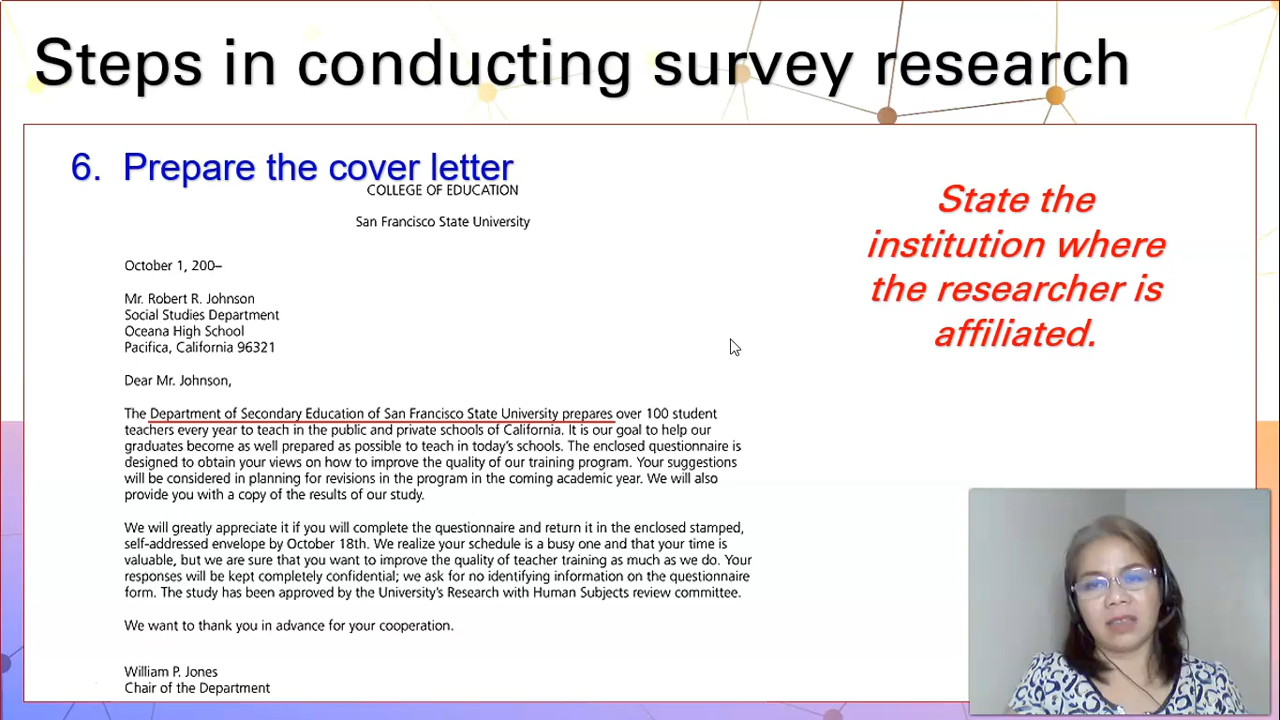 Steps in conducting survey research
6. Prepare the cover letter
COLLEGE OF EDUCATION
San Francisco State University
State the
institution where
the researcher is
affiliated.
October 1, 200–
Mr. Robert R. Johnson
Social Studies Department
Oceana High School
Pacifica, California 96321
Dear Mr. Johnson,
The Department of Secondary Education of San Francisco State University prepares over 100 student
teachers every year to teach in the public and private schools of California. It is our goal to help our
graduates become as well prepared as possible to teach in today's schools. The enclosed questionnaire is
designed to obtain your views on how to improve the quality of our training program. Your suggestions
will be considered in planning for revisions in the program in the coming academic year. We will also
provide you with a copy of the results of our study.
We will greatly appreciate it if you will complete the questionnaire and return it in the enclosed stamped,
self-addressed envelope by October 18th. We realize your schedule is a busy one and that your time is
valuable, but we are sure that you want to improve the quality of teacher training as much as we do. Your
responses will be kept completely confidential; we ask for no identifying information on the questionnaire
form. The study has been approved by the University's Research with Human Subjects review committee.
We want to thank you in advance for your cooperation.
William P. Jones
Chair of the Department